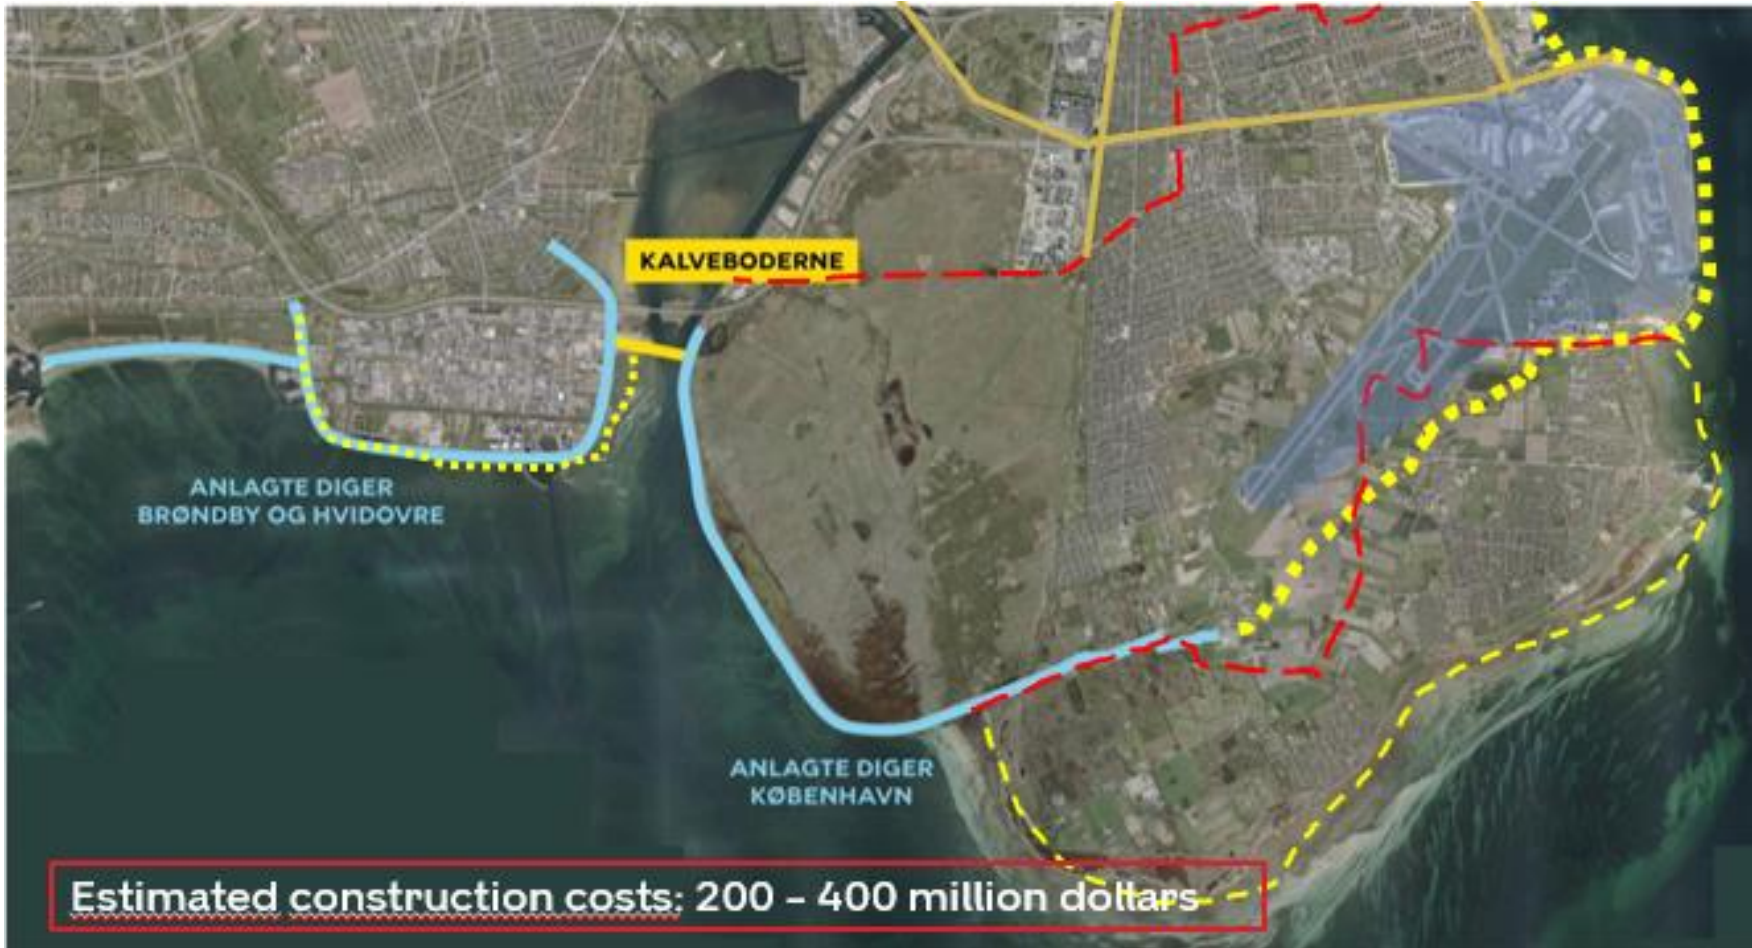 KALVEBODERNE
ANLAGTE DIGER
BRØNDBY OG HVIDOVRE
ANLAGTE DIGER
KØBENHAVN
Estimated construction costs: 200 – 400 million dollars